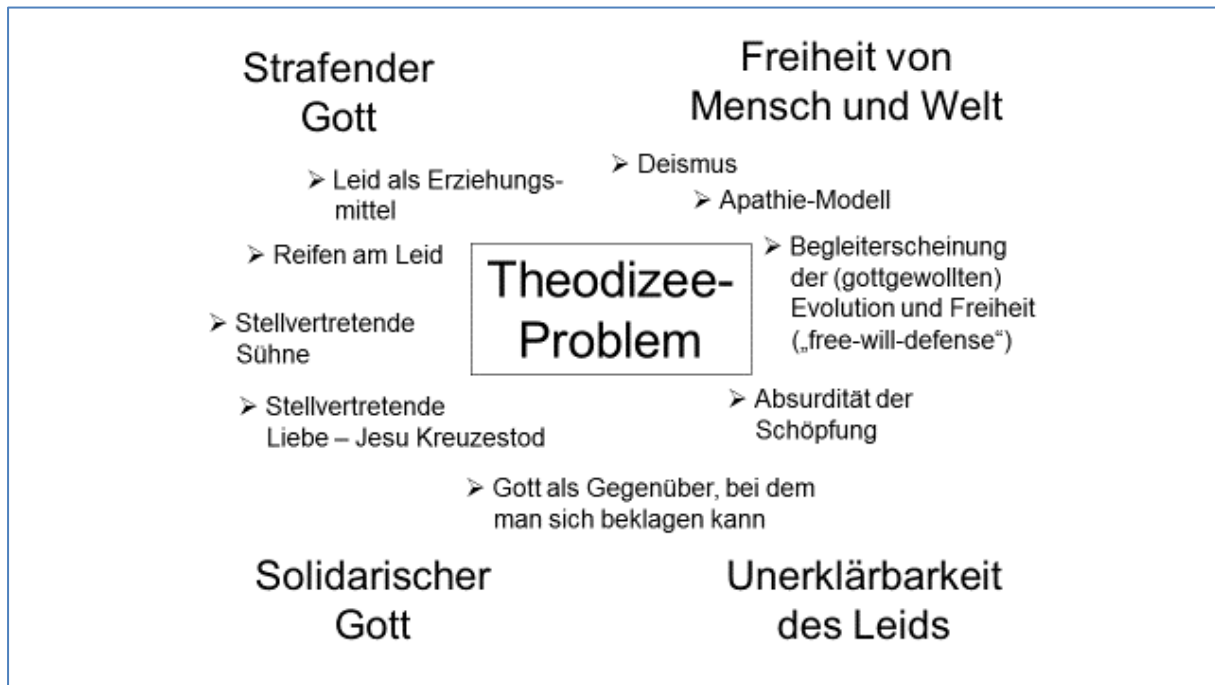 Strafender
Gott
Freiheit von
Mensch und Welt
➢ Leid als Erziehungs-
mittel
➢ Deismus
➢ Apathie-Modell
➢ Reifen am Leid
Theodizee-
Problem
➢ Begleiterscheinung
der (gottgewollten)
Evolution und Freiheit
(„free-will-defense“)
➢ Stellvertretende
Sühne
➢ Stellvertretende
Liebe – Jesu Kreuzestod
➢ Absurdität der
Schöpfung
➢ Gott als Gegenüber, bei dem
man sich beklagen kann
Solidarischer
Gott
Unerklärbarkeit
des Leids